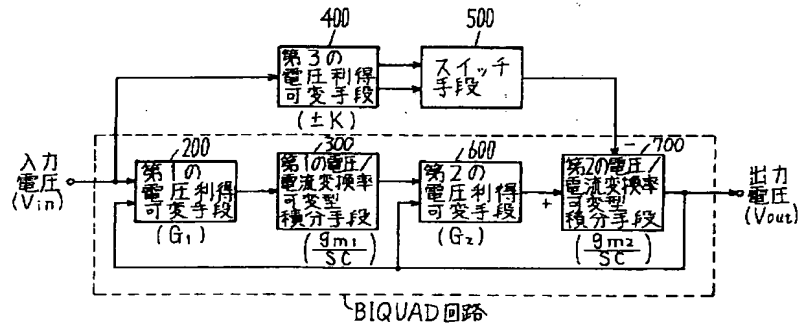 400
第3の
電圧利得
可変手段
(±K)
500
スイッチ
手段
入力
電圧
(Vin)
200
第1の
電圧利得
可変手段
(G₁)
300
第1の電圧/
電流変換率
可変型
積分手段
(gm₁/SC)
600
第2の
電圧利得
可変手段
(G₂)
+
−
700
第2の電圧/
電流変換率
可変型
積分手段
(gm₂/SC)
出力
電圧
(Vout)
BIQUAD回路